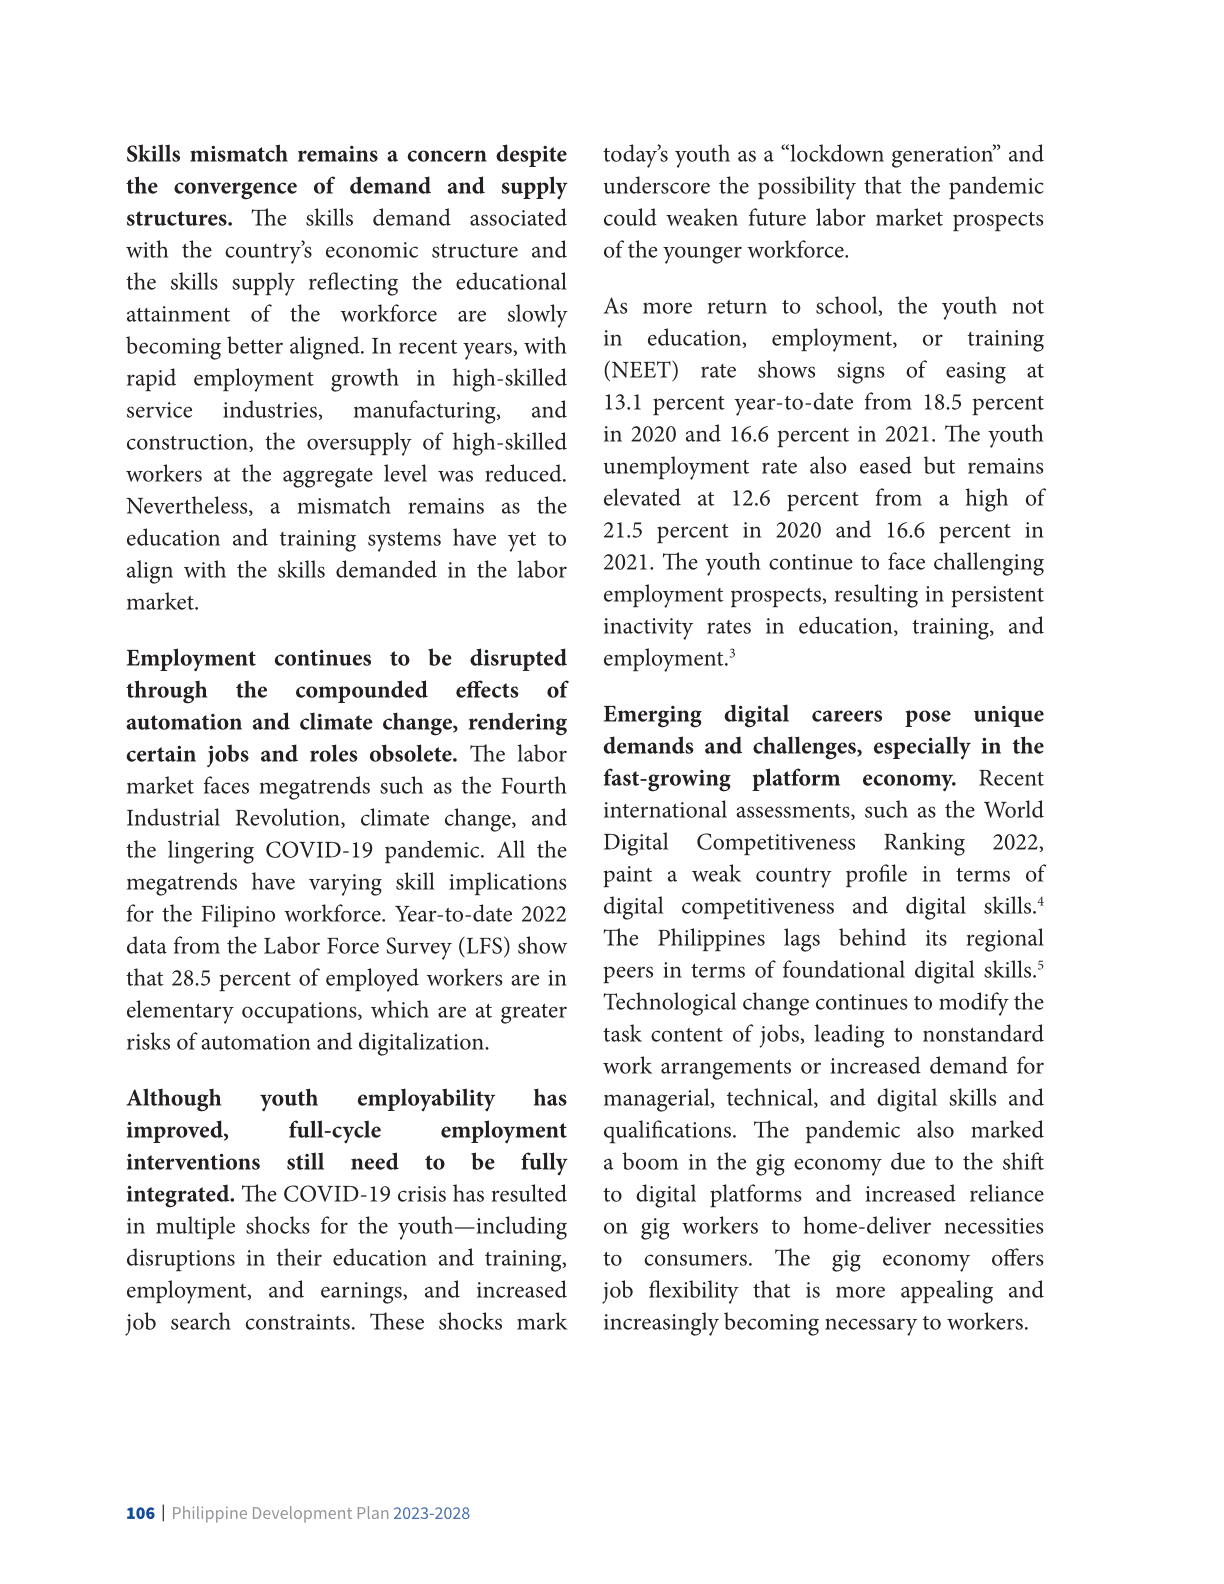 Skills mismatch remains a concern despite
the convergence of demand and supply
structures. The skills demand associated
with the country’s economic structure and
the skills supply reflecting the educational
attainment of the workforce are slowly
becoming better aligned. In recent years, with
rapid employment growth in high-skilled
service industries, manufacturing, and
construction, the oversupply of high-skilled
workers at the aggregate level was reduced.
Nevertheless, a mismatch remains as the
education and training systems have yet to
align with the skills demanded in the labor
market.
Employment continues to be disrupted
through the compounded effects of
automation and climate change, rendering
certain jobs and roles obsolete. The labor
market faces megatrends such as the Fourth
Industrial Revolution, climate change, and
the lingering COVID-19 pandemic. All the
megatrends have varying skill implications
for the Filipino workforce. Year-to-date 2022
data from the Labor Force Survey (LFS) show
that 28.5 percent of employed workers are in
elementary occupations, which are at greater
risks of automation and digitalization.
Although youth employability has
improved, full-cycle employment
interventions still need to be fully
integrated. The COVID-19 crisis has resulted
in multiple shocks for the youth—including
disruptions in their education and training,
employment, and earnings, and increased
job search constraints. These shocks mark
today’s youth as a “lockdown generation” and
underscore the possibility that the pandemic
could weaken future labor market prospects
of the younger workforce.
As more return to school, the youth not
in education, employment, or training
(NEET) rate shows signs of easing at
13.1 percent year-to-date from 18.5 percent
in 2020 and 16.6 percent in 2021. The youth
unemployment rate also eased but remains
elevated at 12.6 percent from a high of
21.5 percent in 2020 and 16.6 percent in
2021. The youth continue to face challenging
employment prospects, resulting in persistent
inactivity rates in education, training, and
employment.³
Emerging digital careers pose unique
demands and challenges, especially in the
fast-growing platform economy. Recent
international assessments, such as the World
Digital Competitiveness Ranking 2022,
paint a weak country profile in terms of
digital competitiveness and digital skills.⁴
The Philippines lags behind its regional
peers in terms of foundational digital skills.⁵
Technological change continues to modify the
task content of jobs, leading to nonstandard
work arrangements or increased demand for
managerial, technical, and digital skills and
qualifications. The pandemic also marked
a boom in the gig economy due to the shift
to digital platforms and increased reliance
on gig workers to home-deliver necessities
to consumers. The gig economy offers
job flexibility that is more appealing and
increasingly becoming necessary to workers.
106 | Philippine Development Plan 2023-2028